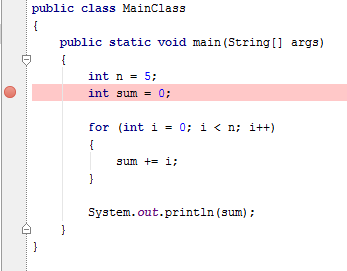 public class MainClass
{
    public static void main(String[] args)
    {
        int n = 5;
        int sum = 0;

        for (int i = 0; i < n; i++)
        {
            sum += i;
        }

        System.out.println(sum);
    }
}